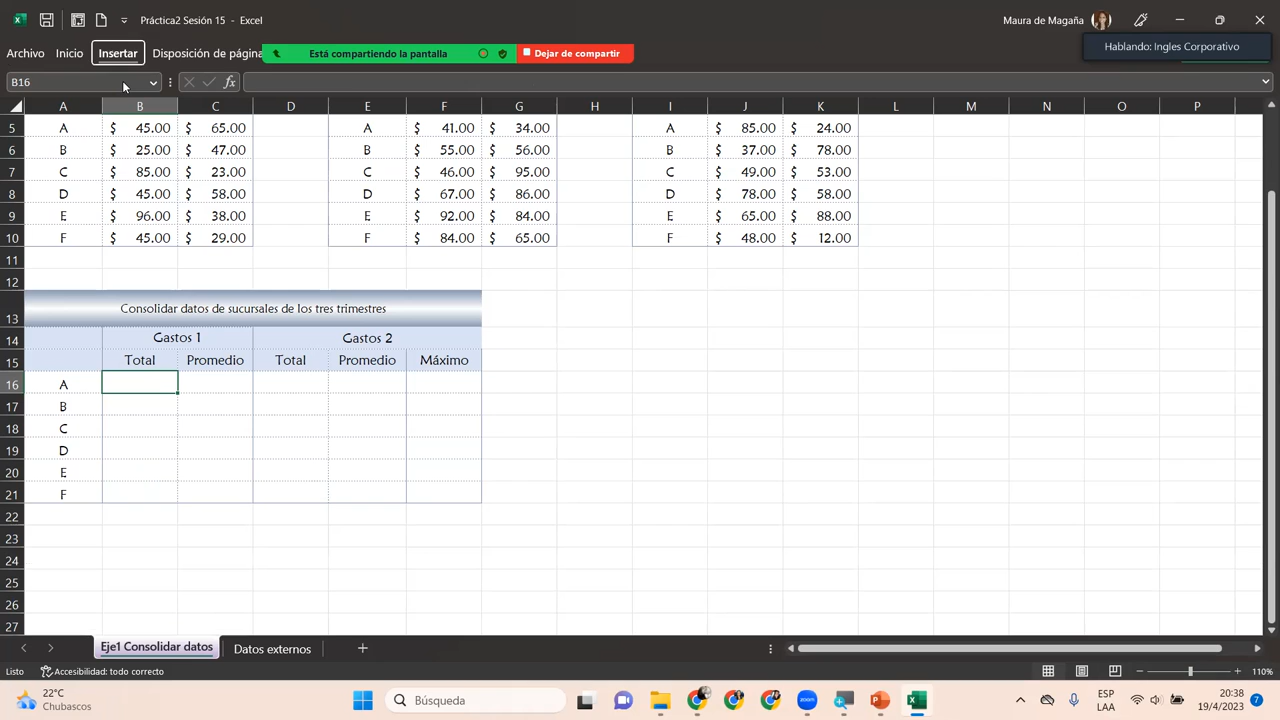 Práctica2 Sesión 15 - Excel
Maura de Magaña
Archivo Inicio Insertar Disposición de página
Está compartiendo la pantalla
Dejar de compartir
Hablando: Ingles Corporativo
B16
fx
A B C D E F G H I J K L M N O P
5 A $ 45.00 $ 65.00 A $ 41.00 $ 34.00 A $ 85.00 $ 24.00
6 B $ 25.00 $ 47.00 B $ 55.00 $ 56.00 B $ 37.00 $ 78.00
7 C $ 85.00 $ 23.00 C $ 46.00 $ 95.00 C $ 49.00 $ 53.00
8 D $ 45.00 $ 58.00 D $ 67.00 $ 86.00 D $ 78.00 $ 58.00
9 E $ 96.00 $ 38.00 E $ 92.00 $ 84.00 E $ 65.00 $ 88.00
10 F $ 45.00 $ 29.00 F $ 84.00 $ 65.00 F $ 48.00 $ 12.00
11
12
13 Consolidar datos de sucursales de los tres trimestres
14 Gastos 1 Gastos 2
15 Total Promedio Total Promedio Máximo
16 A
17 B
18 C
19 D
20 E
21 F
22
23
24
25
26
27
Eje1 Consolidar datos Datos externos
Listo Accesibilidad: todo correcto 110%
22°C
Chubascos
Búsqueda
zoom
ESP
LAA
20:38
19/4/2023
7